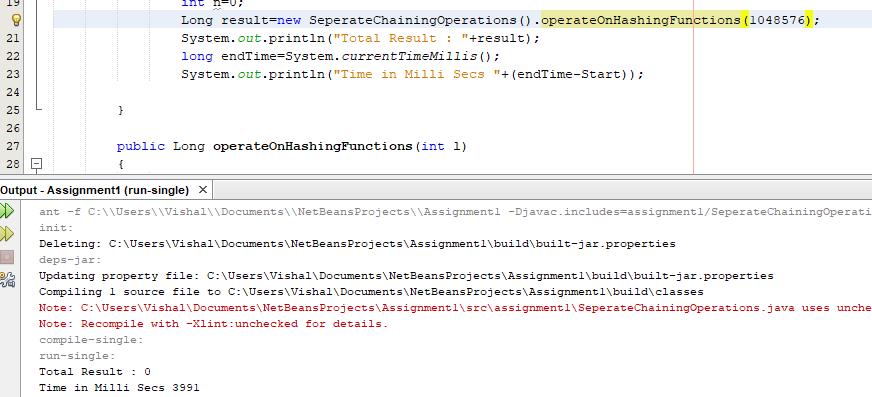 19 int n=0;
Long result=new SeperateChainingOperations().operateOnHashingFunctions(1048576);
21 System.out.println("Total Result : "+result);
22 long endTime=System.currentTimeMillis();
23 System.out.println("Time in Milli Secs "+(endTime-Start));
24
25 }
26
27 public Long operateOnHashingFunctions(int l)
28 {
Output - Assignment1 (run-single) ×
ant -f C:\\Users\\Vishal\\Documents\\NetBeansProjects\\Assignment1 -Djavac.includes=assignment1/SeperateChainingOperati
init:
Deleting: C:\Users\Vishal\Documents\NetBeansProjects\Assignment1\build\built-jar.properties
deps-jar:
Updating property file: C:\Users\Vishal\Documents\NetBeansProjects\Assignment1\build\built-jar.properties
Compiling 1 source file to C:\Users\Vishal\Documents\NetBeansProjects\Assignment1\build\classes
Note: C:\Users\Vishal\Documents\NetBeansProjects\Assignment1\src\assignment1\SeperateChainingOperations.java uses unche
Note: Recompile with -Xlint:unchecked for details.
compile-single:
run-single:
Total Result : 0
Time in Milli Secs 3991